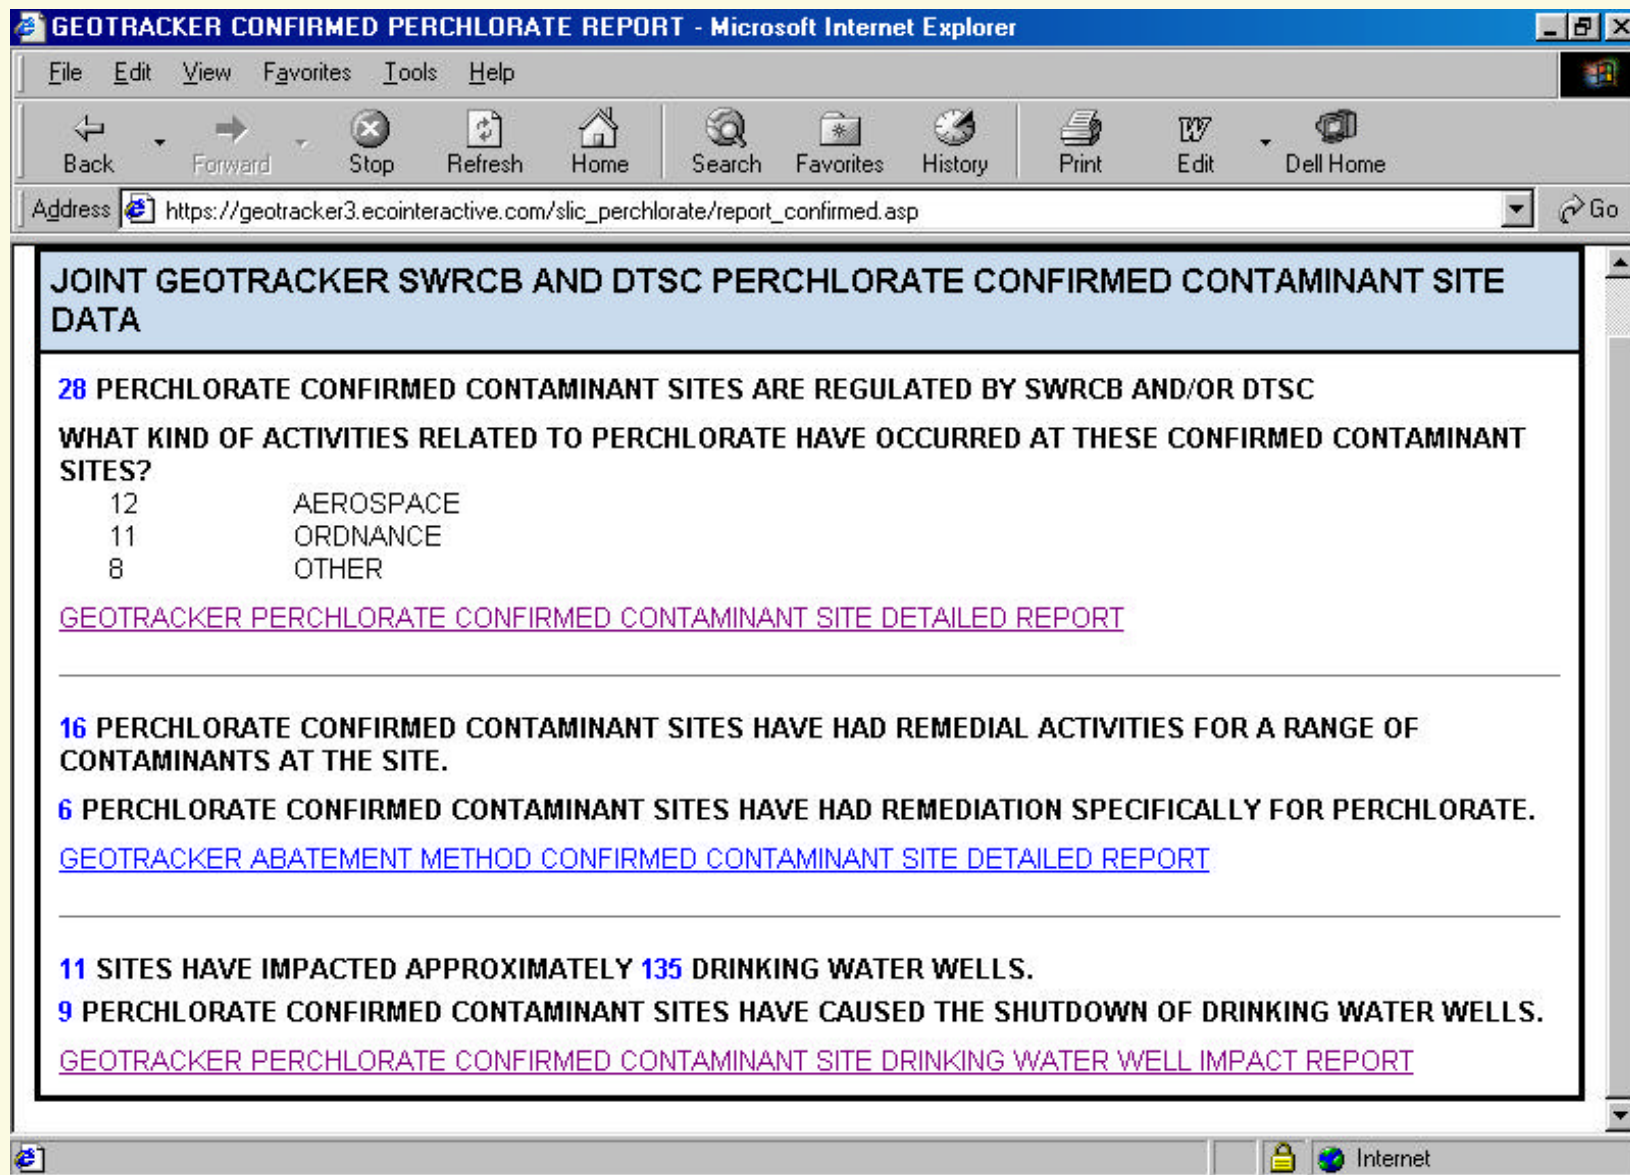 GEOTRACKER CONFIRMED PERCHLORATE REPORT - Microsoft Internet Explorer
File Edit View Favorites Tools Help
Back Forward Stop Refresh Home Search Favorites History Print Edit Dell Home
Address https://geotracker3.ecointeractive.com/slic_perchlorate/report_confirmed.asp Go
JOINT GEOTRACKER SWRCB AND DTSC PERCHLORATE CONFIRMED CONTAMINANT SITE
DATA
28 PERCHLORATE CONFIRMED CONTAMINANT SITES ARE REGULATED BY SWRCB AND/OR DTSC
WHAT KIND OF ACTIVITIES RELATED TO PERCHLORATE HAVE OCCURRED AT THESE CONFIRMED CONTAMINANT
SITES?
12 AEROSPACE
11 ORDNANCE
8 OTHER
GEOTRACKER PERCHLORATE CONFIRMED CONTAMINANT SITE DETAILED REPORT
16 PERCHLORATE CONFIRMED CONTAMINANT SITES HAVE HAD REMEDIAL ACTIVITIES FOR A RANGE OF
CONTAMINANTS AT THE SITE.
6 PERCHLORATE CONFIRMED CONTAMINANT SITES HAVE HAD REMEDIATION SPECIFICALLY FOR PERCHLORATE.
GEOTRACKER ABATEMENT METHOD CONFIRMED CONTAMINANT SITE DETAILED REPORT
11 SITES HAVE IMPACTED APPROXIMATELY 135 DRINKING WATER WELLS.
9 PERCHLORATE CONFIRMED CONTAMINANT SITES HAVE CAUSED THE SHUTDOWN OF DRINKING WATER WELLS.
GEOTRACKER PERCHLORATE CONFIRMED CONTAMINANT SITE DRINKING WATER WELL IMPACT REPORT
Internet